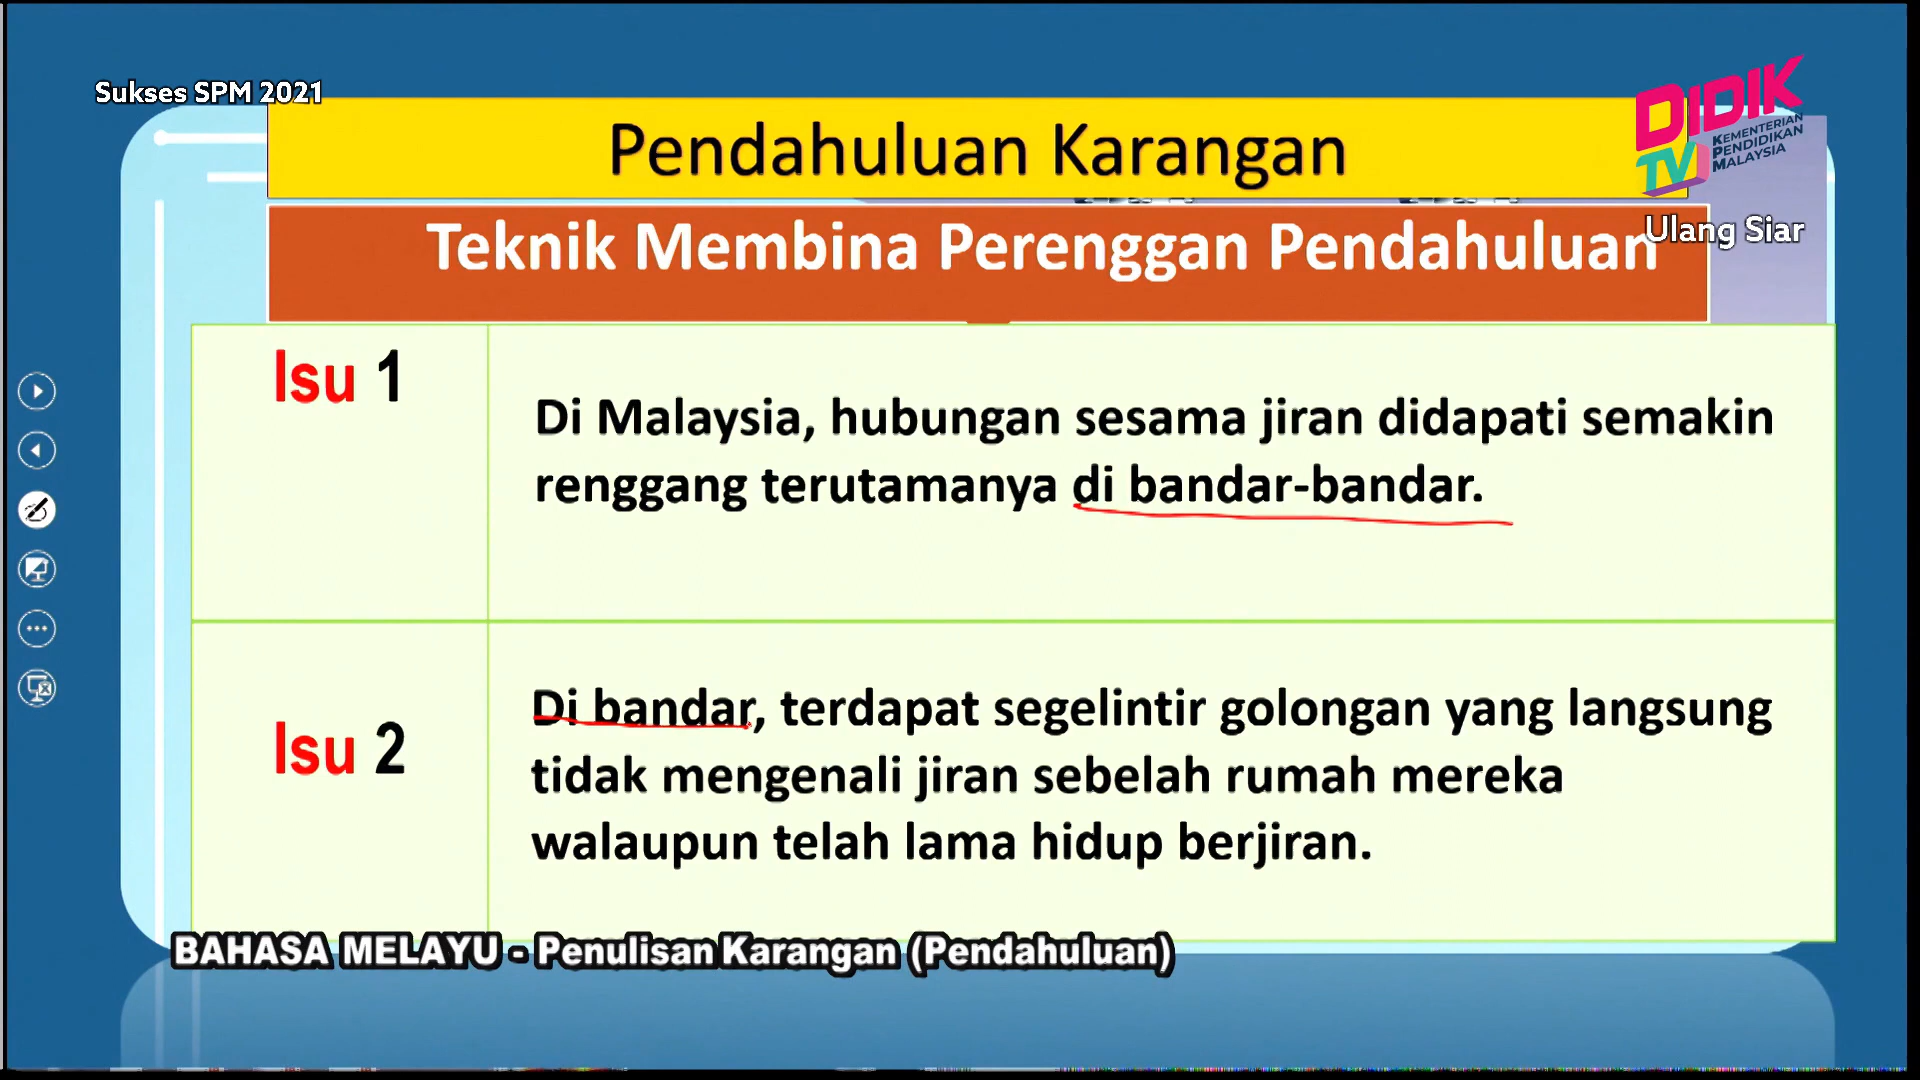 Sukses SPM 2021
DIDIK
TV
KEMENTERIAN
PENDIDIKAN
MALAYSIA
Ulang Siar
Pendahuluan Karangan
Teknik Membina Perenggan Pendahuluan
Isu 1
Di Malaysia, hubungan sesama jiran didapati semakin
renggang terutamanya di bandar-bandar.
Isu 2
Di bandar, terdapat segelintir golongan yang langsung
tidak mengenali jiran sebelah rumah mereka
walaupun telah lama hidup berjiran.
BAHASA MELAYU - Penulisan Karangan (Pendahuluan)